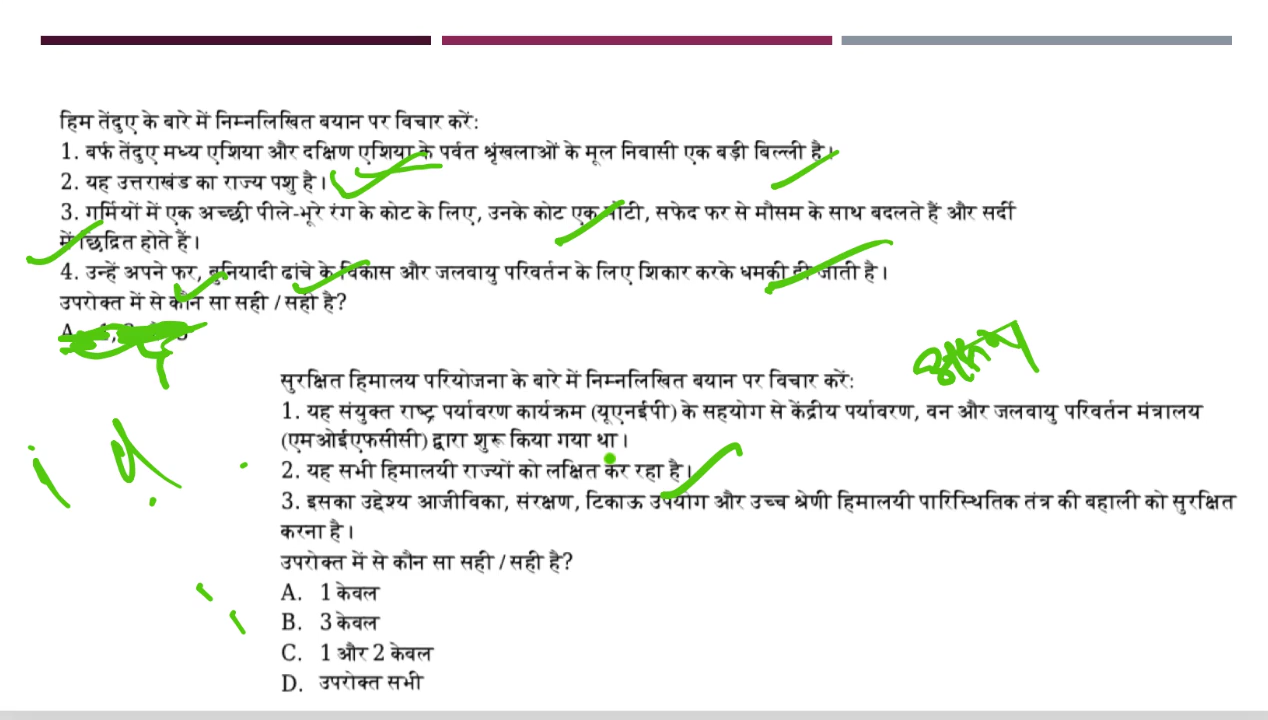 हिम तेंदुए के बारे में निम्नलिखित बयान पर विचार करें:
1. बर्फ तेंदुए मध्य एशिया और दक्षिण एशिया के पर्वत श्रृंखलाओं के मूल निवासी एक बड़ी बिल्ली है।
2. यह उत्तराखंड का राज्य पशु है।
3. गर्मियों में एक अच्छी पीले-भूरे रंग के कोट के लिए, उनके कोट एक मोटी, सफेद फर से मौसम के साथ बदलते हैं और सर्दी
में छिद्रित होते हैं।
4. उन्हें अपने फर, बुनियादी ढांचे के विकास और जलवायु परिवर्तन के लिए शिकार करके धमकी दी जाती है।
उपरोक्त में से कौन सा सही / सही है?
सुरक्षित हिमालय परियोजना के बारे में निम्नलिखित बयान पर विचार करें:
1. यह संयुक्त राष्ट्र पर्यावरण कार्यक्रम (यूएनईपी) के सहयोग से केंद्रीय पर्यावरण, वन और जलवायु परिवर्तन मंत्रालय
(एमओईएफसीसी) द्वारा शुरू किया गया था।
2. यह सभी हिमालयी राज्यों को लक्षित कर रहा है।
3. इसका उद्देश्य आजीविका, संरक्षण, टिकाऊ उपयोग और उच्च श्रेणी हिमालयी पारिस्थितिक तंत्र की बहाली को सुरक्षित
करना है।
उपरोक्त में से कौन सा सही / सही है?
A. 1 केवल
B. 3 केवल
C. 1 और 2 केवल
D. उपरोक्त सभी